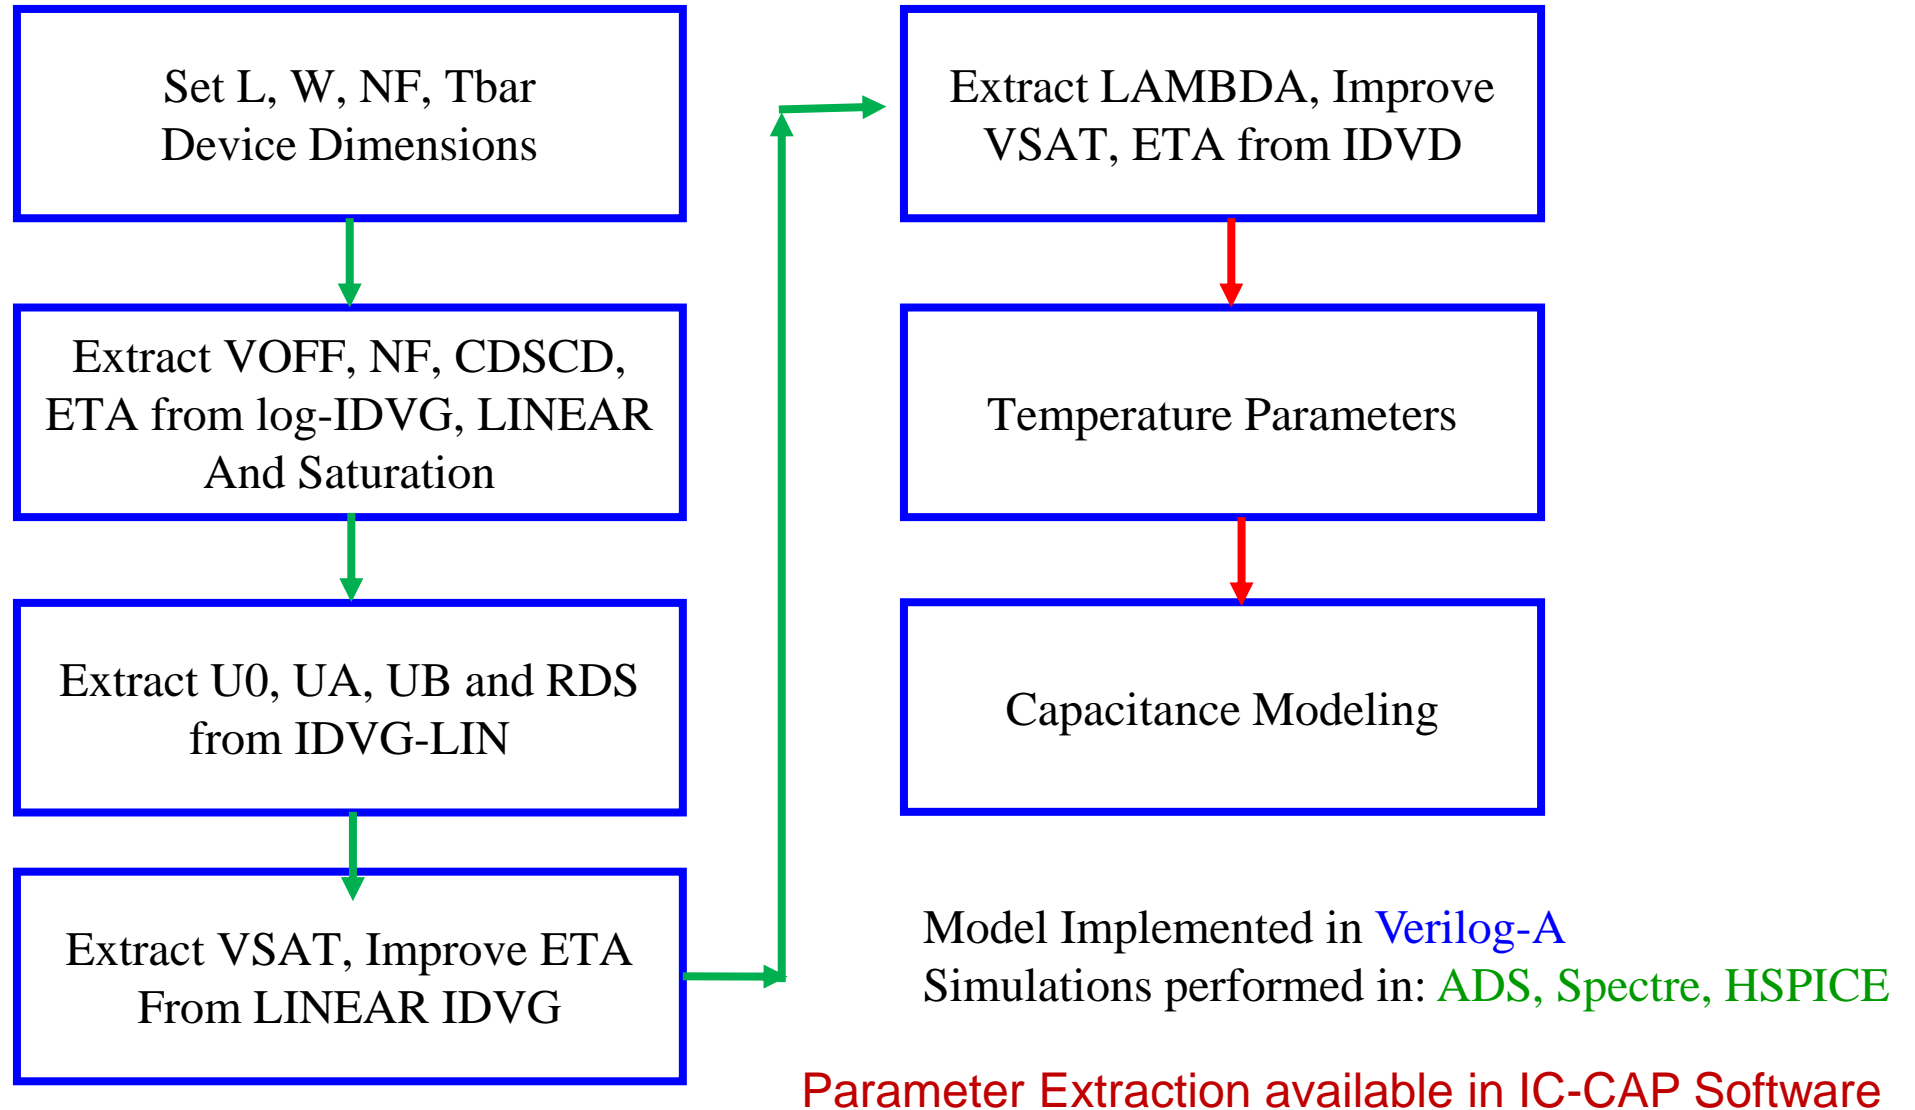 Set L, W, NF, Tbar
Device Dimensions
Extract VOFF, NF, CDSCD,
ETA from log-IDVG, LINEAR
And Saturation
Extract U0, UA, UB and RDS
from IDVG-LIN
Extract VSAT, Improve ETA
From LINEAR IDVG
Extract LAMBDA, Improve
VSAT, ETA from IDVD
Temperature Parameters
Capacitance Modeling
Model Implemented in Verilog-A
Simulations performed in: ADS, Spectre, HSPICE
Parameter Extraction available in IC-CAP Software